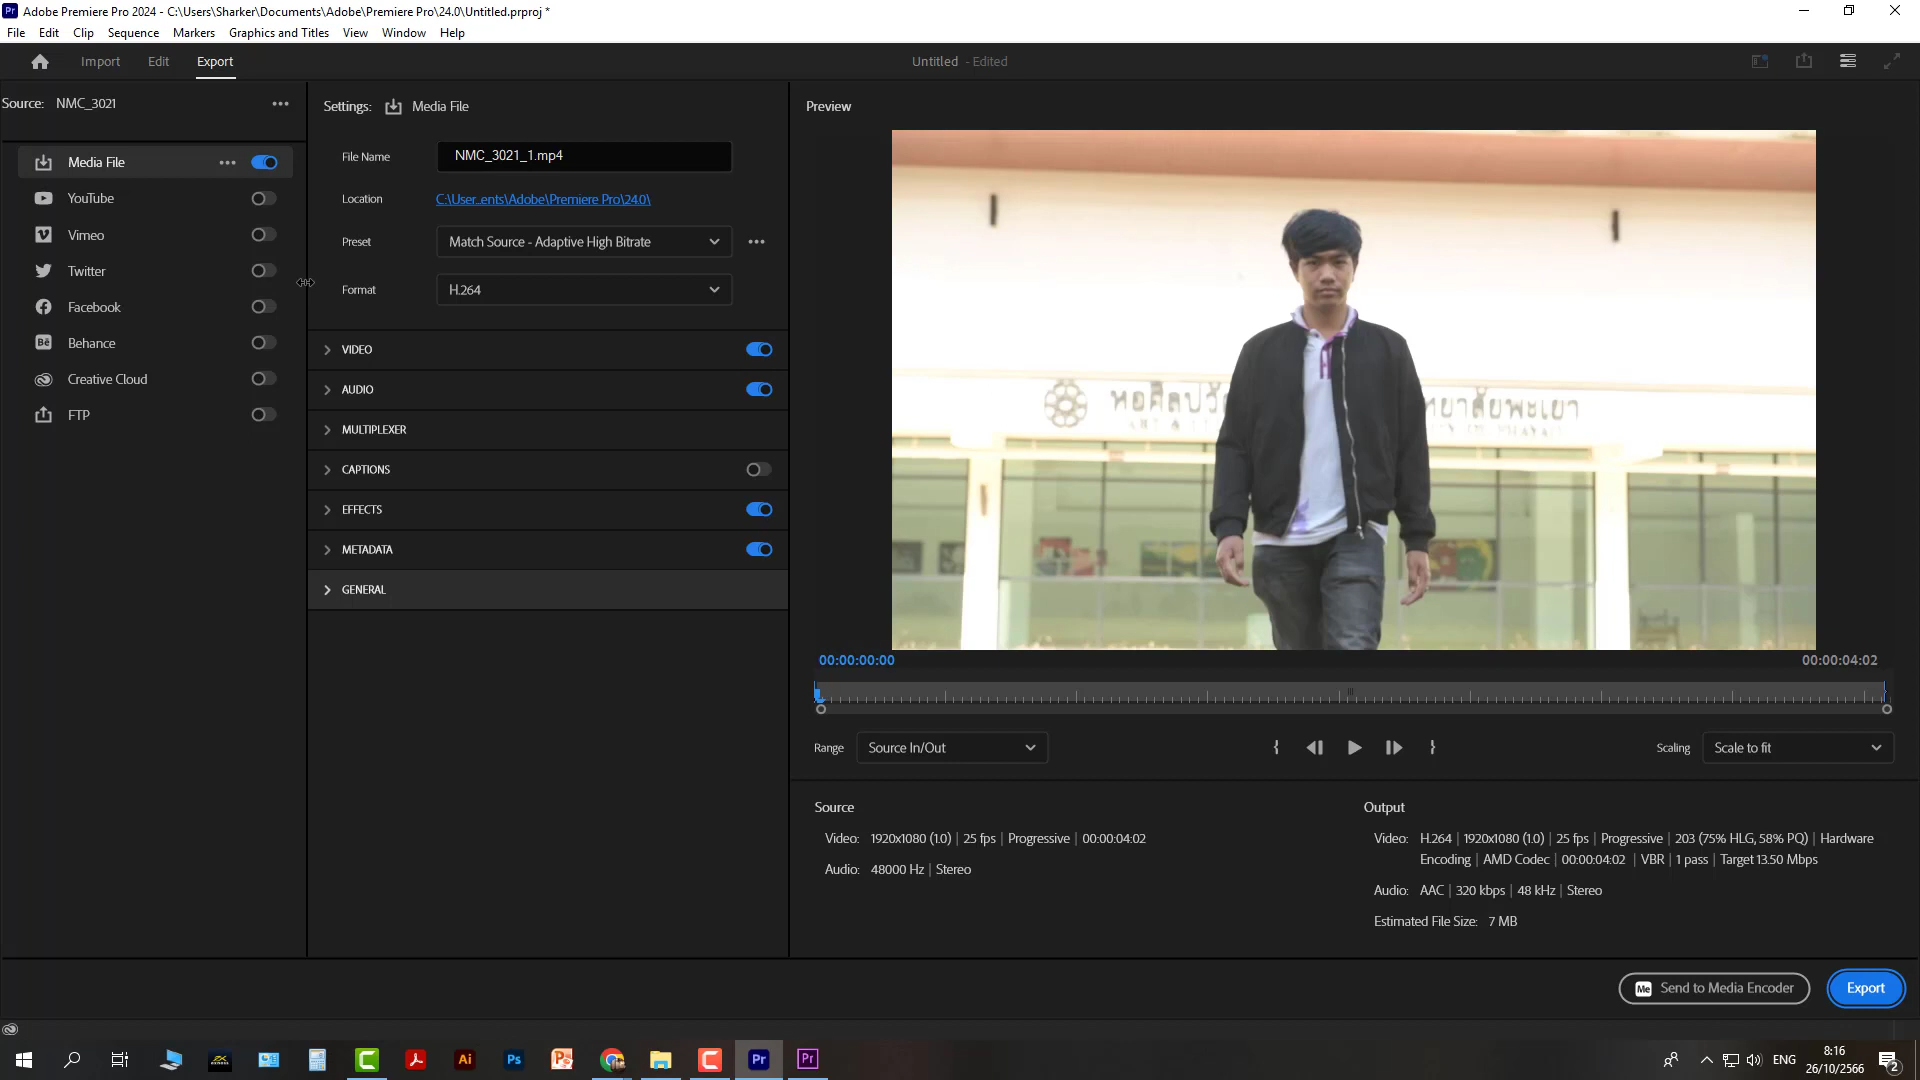 Adobe Premiere Pro 2024 - C:\Users\Sharker\Documents\Adobe\Premiere Pro\24.0\Untitled.prproj *
File Edit Clip Sequence Markers Graphics and Titles View Window Help
Import Edit Export
Untitled - Edited
Source: NMC_3021
Media File
YouTube
Vimeo
Twitter
Facebook
Behance
Creative Cloud
FTP
Settings: Media File
File Name NMC_3021_1.mp4
Location C:\User...ents\Adobe\Premiere Pro\24.0\
Preset Match Source - Adaptive High Bitrate
Format H.264
VIDEO
AUDIO
MULTIPLEXER
CAPTIONS
EFFECTS
METADATA
GENERAL
Preview
00:00:00:00 00:00:04:02
Range Source In/Out
Scaling Scale to fit
Source
Video: 1920x1080 (1.0) | 25 fps | Progressive | 00:00:04:02
Audio: 48000 Hz | Stereo
Output
Video: H.264 | 1920x1080 (1.0) | 25 fps | Progressive | 203 (75% HLG, 58% PQ) | Hardware
Encoding | AMD Codec | 00:00:04:02 | VBR | 1 pass | Target 13.50 Mbps
Audio: AAC | 320 kbps | 48 kHz | Stereo
Estimated File Size: 7 MB
Me Send to Media Encoder
Export
Ai Ps Pr Pr
ENG
8:16
26/10/2566
2